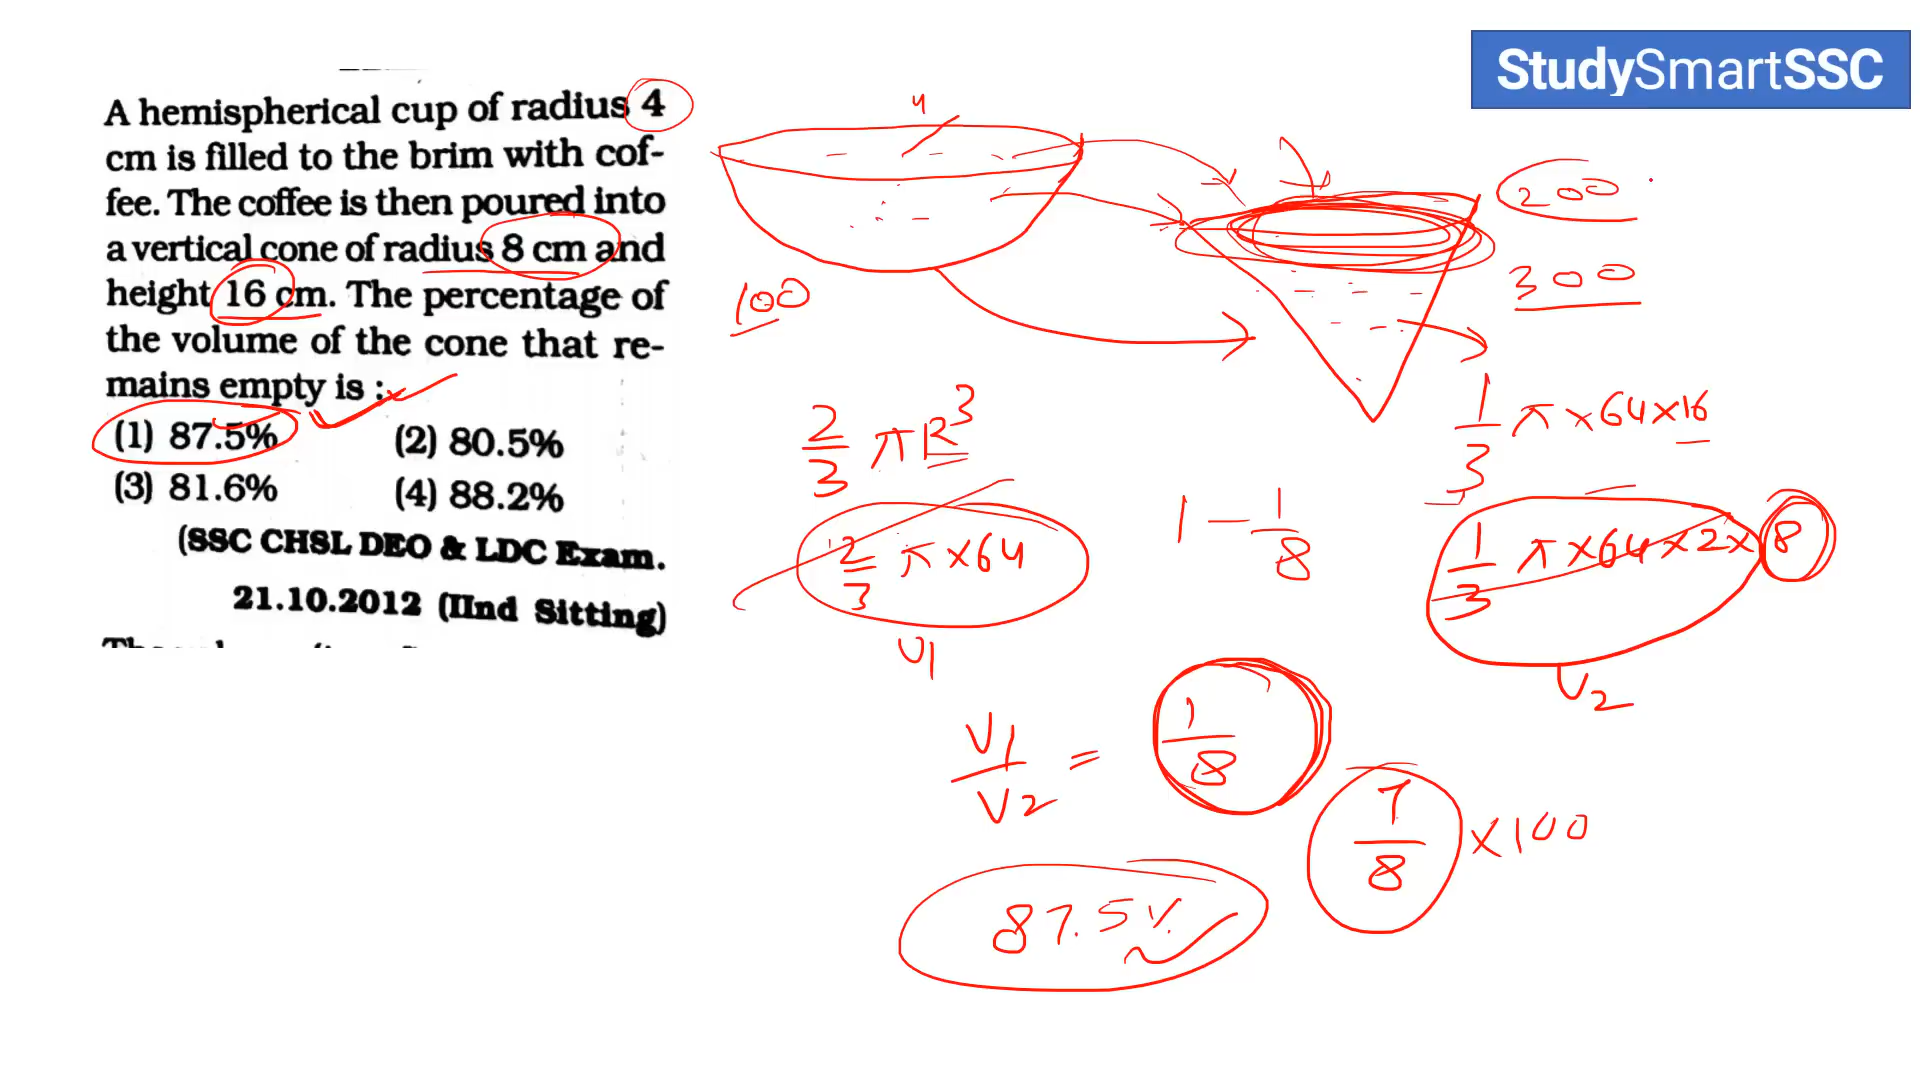 StudySmartSSC
A hemispherical cup of radius 4
cm is filled to the brim with cof-
fee. The coffee is then poured into
a vertical cone of radius 8 cm and
height 16 cm. The percentage of
the volume of the cone that re-
mains empty is :
(1) 87.5% (2) 80.5%
(3) 81.6% (4) 88.2%
(SSC CHSL DEO & LDC Exam.
21.10.2012 (IInd Sitting)
4
200
300
100
2/3 πR³
1/3 π×64×16
2/3 π×64
1 - 1/8
1/3 π×64×2×8
V1
V2
V1/V2 = 1/8
7/8 ×100
87.5%